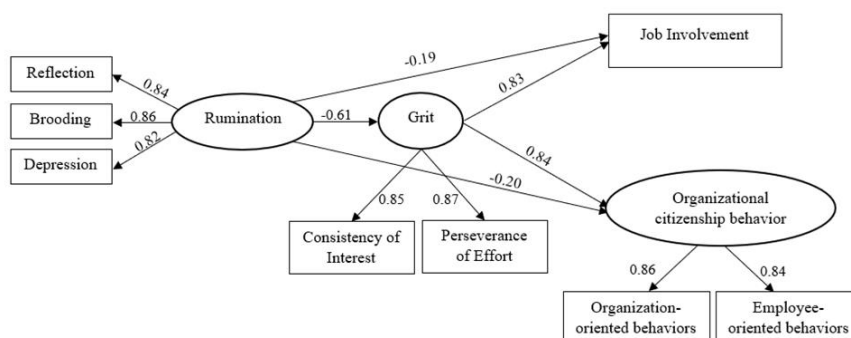 Job Involvement
-0.19
Reflection
0.84
0.83
Brooding
0.86
Rumination
-0.61
Grit
0.82
Depression
0.84
-0.20
Organizational
citizenship behavior
0.85
0.87
Consistency of
Interest
Perseverance
of Effort
0.86
0.84
Organization-
oriented behaviors
Employee-
oriented behaviors